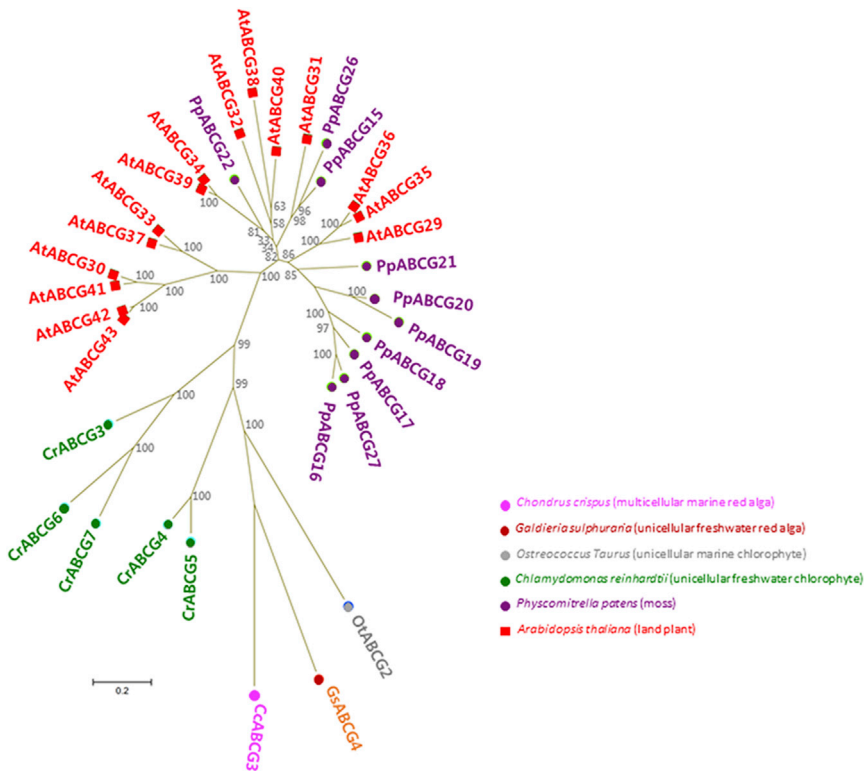 AtABCG38
AtABCG40
AtABCG31
PpABCG26
AtABCG32
PpABCG22
PpABCG15
AtABCG36
AtABCG34
AtABCG39
AtABCG35
AtABCG33
AtABCG29
AtABCG37
PpABCG21
AtABCG30
AtABCG41
PpABCG20
AtABCG42
PpABCG19
AtABCG43
PpABCG18
PpABCG17
PpABCG27
PpABCG16
100
63
58
96
98
100
100
81
33
34
82
86
85
100
100
100
100
100
100
100
100
97
100
99
99
100
100
100
100
CrABCG3
CrABCG6
CrABCG7
CrABCG4
CrABCG5
OtABCG2
GsABCG4
CcABCG3
0.2
Chondrus crispus (multicellular marine red alga)
Galdieria sulphuraria (unicellular freshwater red alga)
Ostreococcus Taurus (unicellular marine chlorophyte)
Chlamydomonas reinhardtii (unicellular freshwater chlorophyte)
Physcomitrella patens (moss)
Arabidopsis thaliana (land plant)